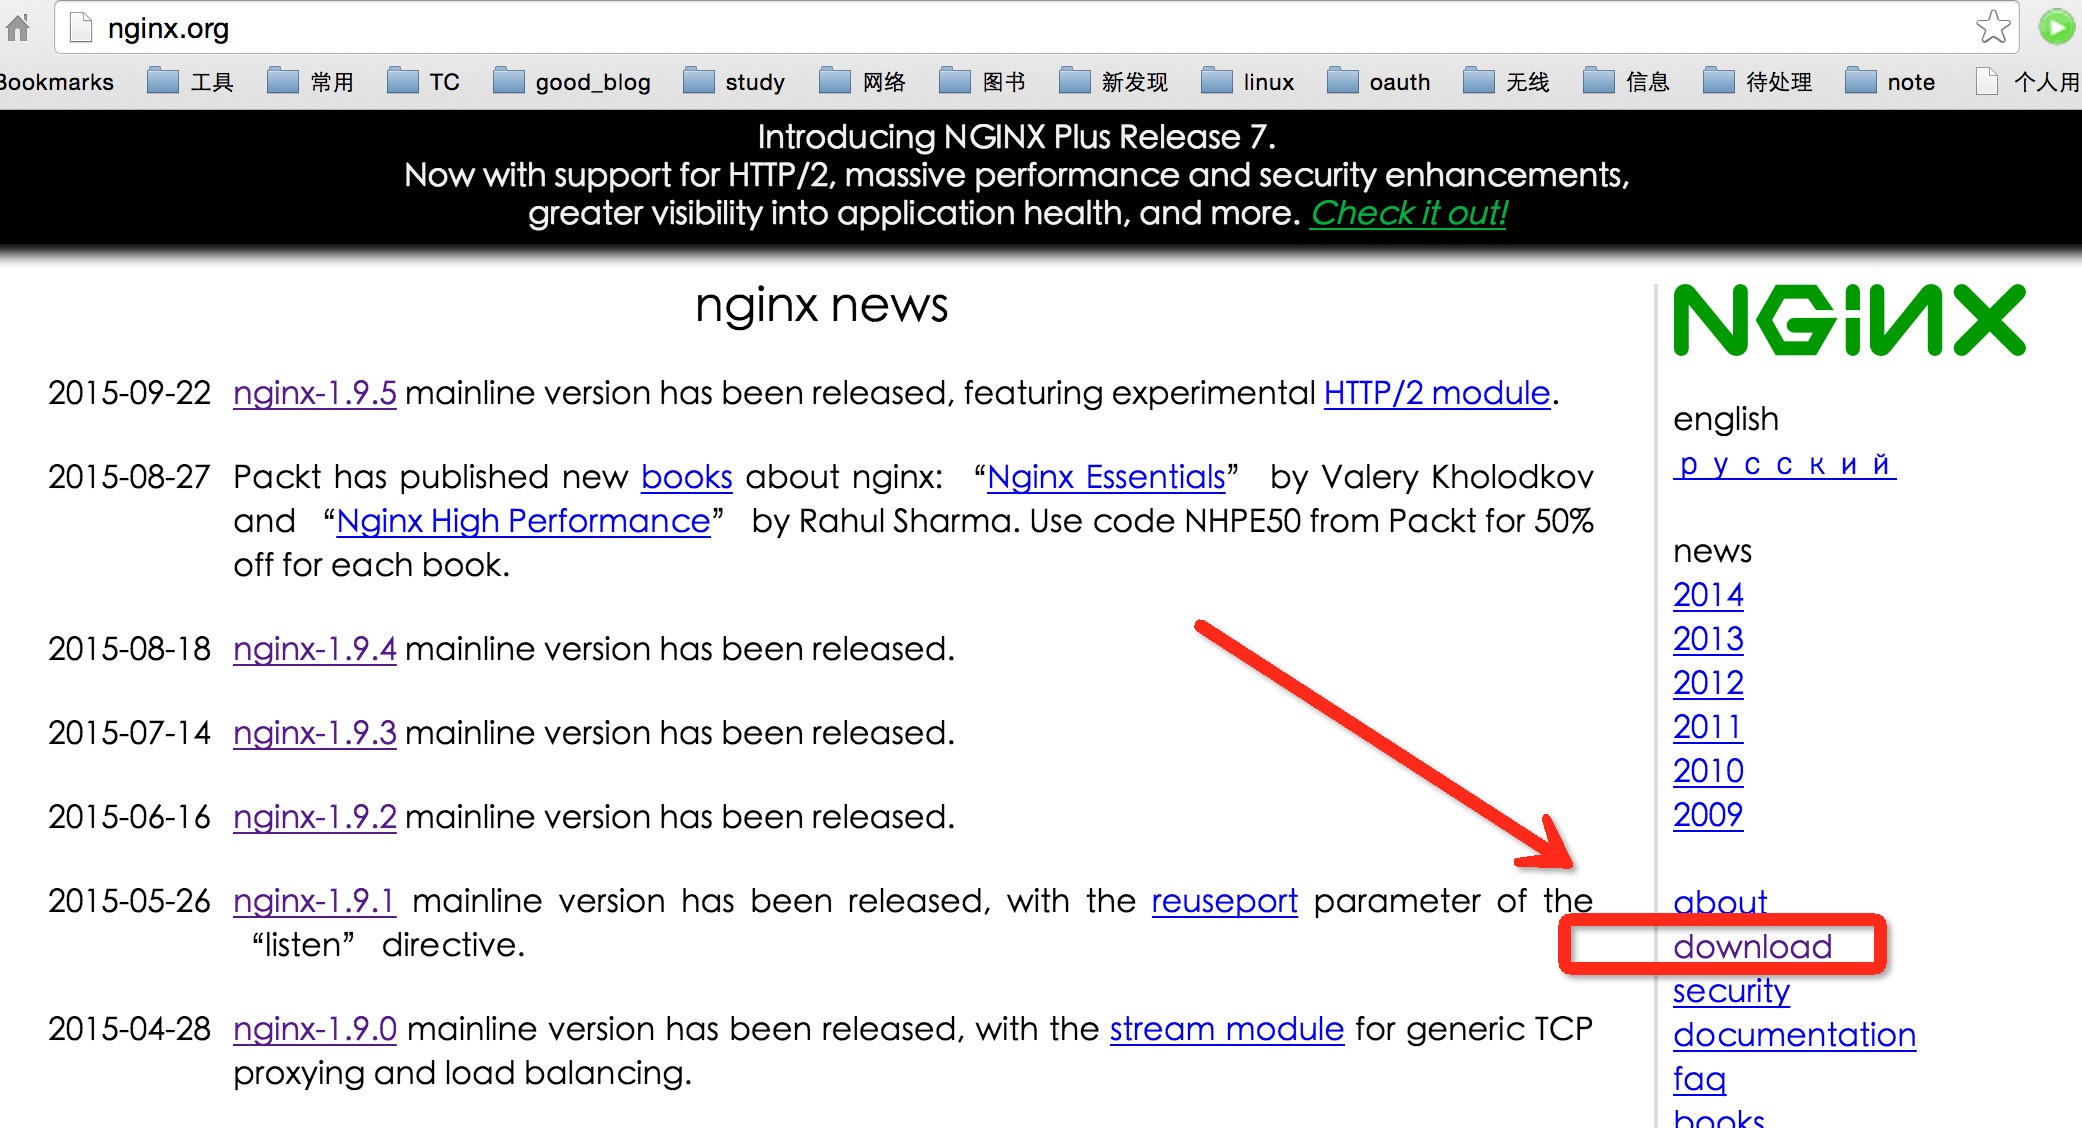 nginx.org
Bookmarks 工具 常用 TC good_blog study 网络 图书 新发现 linux oauth 无线 信息 待处理 note 个人用
Introducing NGINX Plus Release 7.
Now with support for HTTP/2, massive performance and security enhancements,
greater visibility into application health, and more. Check it out!
nginx news
2015-09-22 nginx-1.9.5 mainline version has been released, featuring experimental HTTP/2 module.
2015-08-27 Packt has published new books about nginx: “Nginx Essentials” by Valery Kholodkov
and “Nginx High Performance” by Rahul Sharma. Use code NHPE50 from Packt for 50%
off for each book.
2015-08-18 nginx-1.9.4 mainline version has been released.
2015-07-14 nginx-1.9.3 mainline version has been released.
2015-06-16 nginx-1.9.2 mainline version has been released.
2015-05-26 nginx-1.9.1 mainline version has been released, with the reuseport parameter of the
“listen” directive.
2015-04-28 nginx-1.9.0 mainline version has been released, with the stream module for generic TCP
proxying and load balancing.
NGINX
english
русский
news
2014
2013
2012
2011
2010
2009
about
download
security
documentation
faq
books